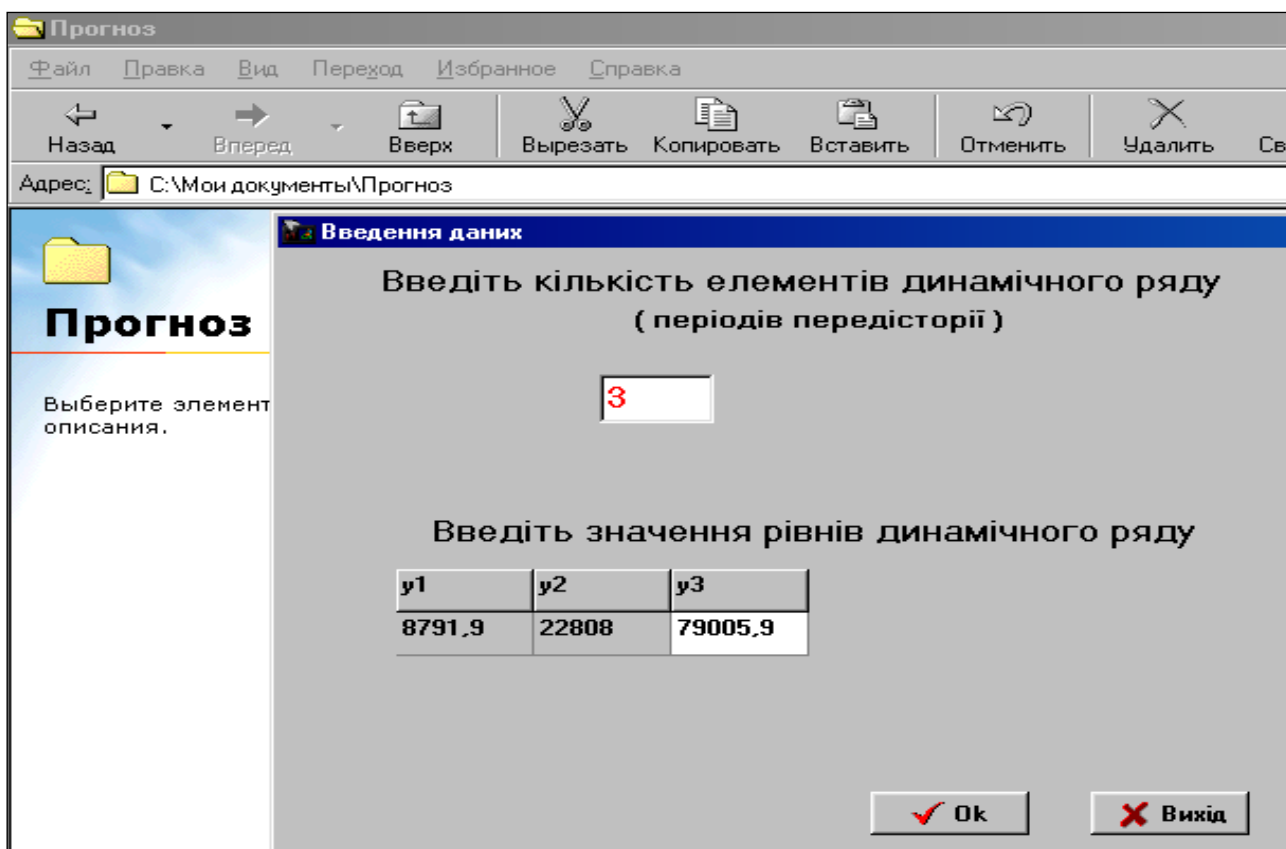 Прогноз
Файл Правка Вид Переход Избранное Справка
Назад Вперед Вверх Вырезать Копировать Вставить Отменить Удалить Св
Адрес: C:\Мои документы\Прогноз
Введення даних
Введіть кількість елементів динамічного ряду
( періодів передісторії )
Прогноз
3
Выберите элемент
описания.
Введіть значення рівнів динамічного ряду
y1 y2 y3
8791,9 22808 79005,9
Ok Вихід